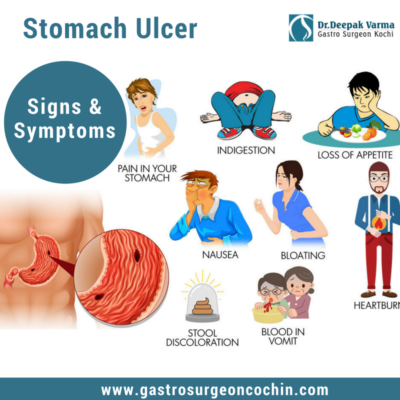 Stomach Ulcer
Dr.Deepak Varma
Gastro Surgeon Kochi
Signs &
Symptoms
PAIN IN YOUR
STOMACH
INDIGESTION
LOSS OF APPETITE
NAUSEA
BLOATING
HEARTBURN
STOOL
DISCOLORATION
BLOOD IN
VOMIT
www.gastrosurgeoncochin.com